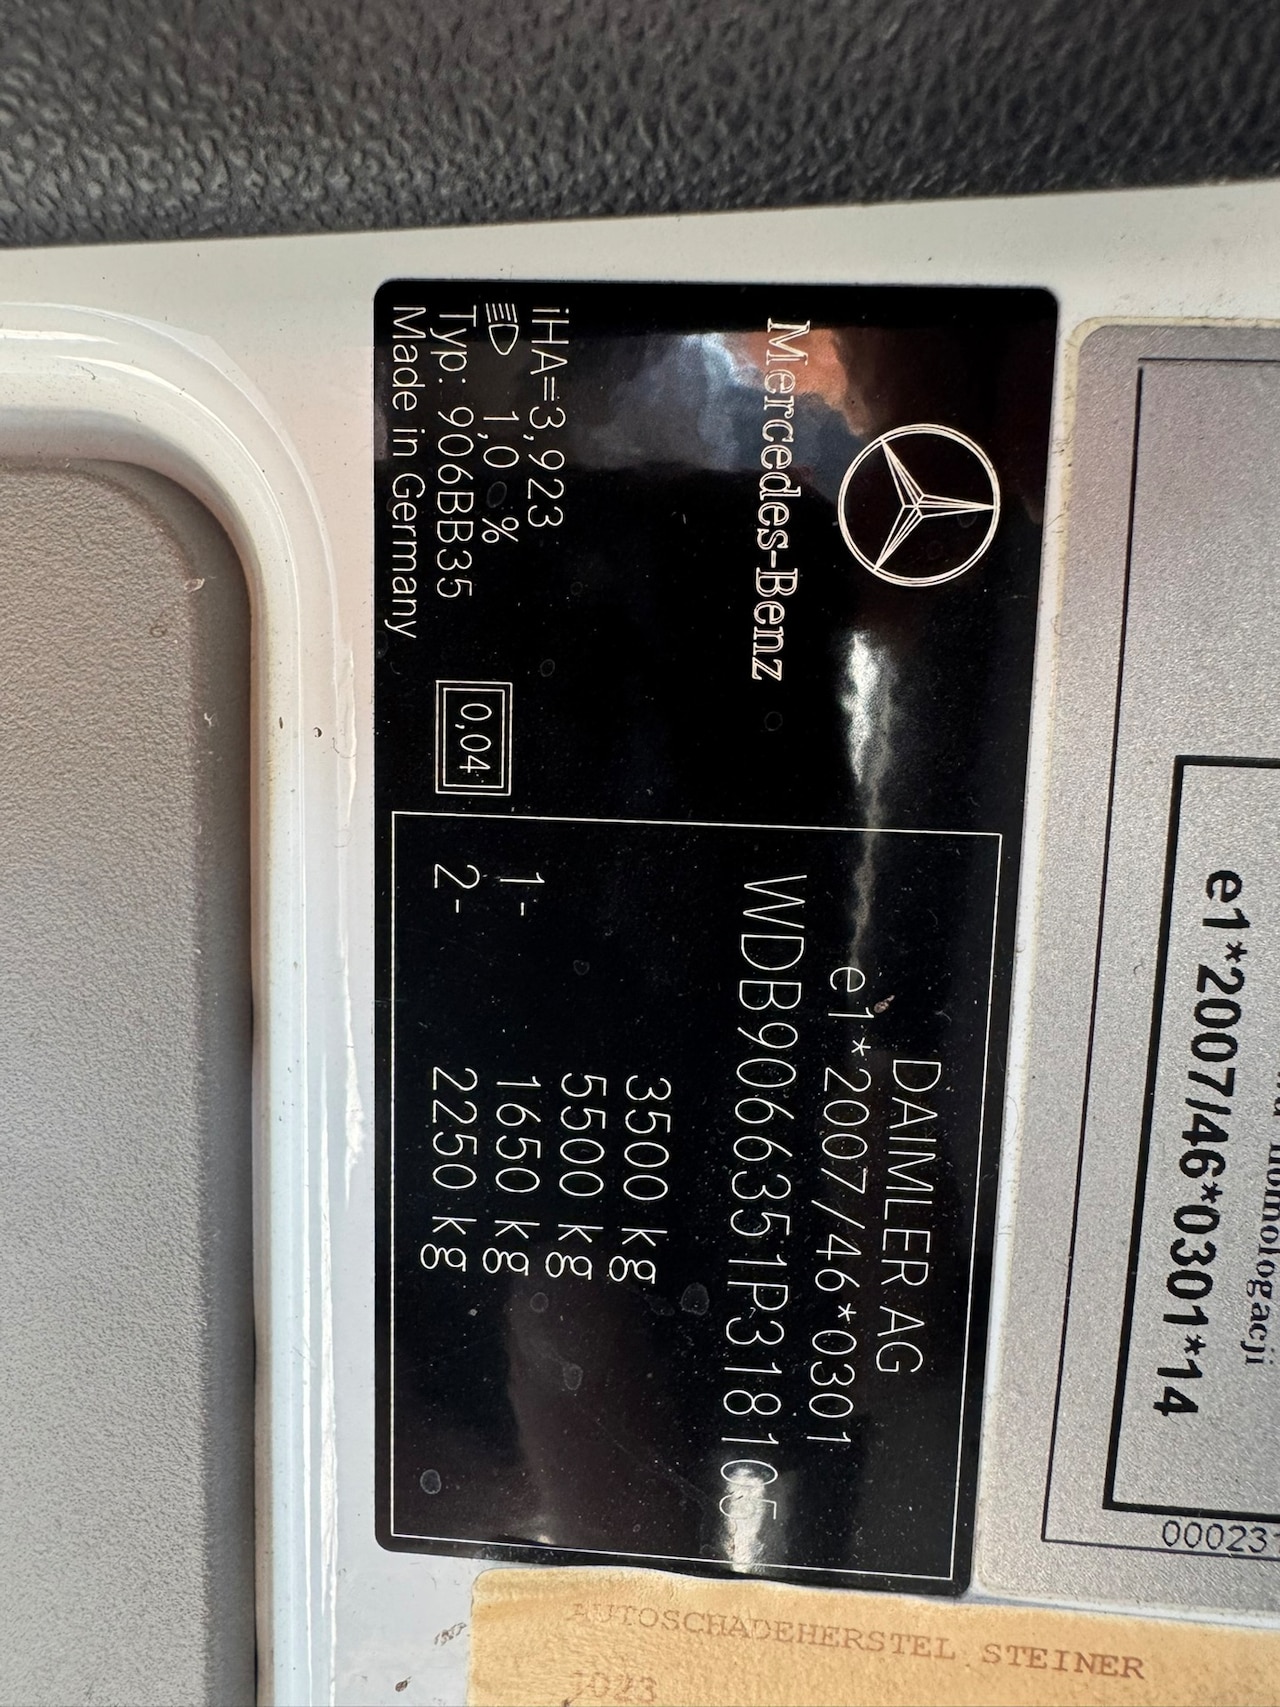 Mercedes-Benz
iHA=3,923
1,0 %
Typ: 906BB35
Made in Germany
0,04
DAIMLER AG
e1*2007/46*0301
WDB9066351P318105
3500 kg
5500 kg
1- 1650 kg
2- 2250 kg
homologacji
e1*2007/46*0301*14
00023
AUTOSCHADEHERSTEL STEINER